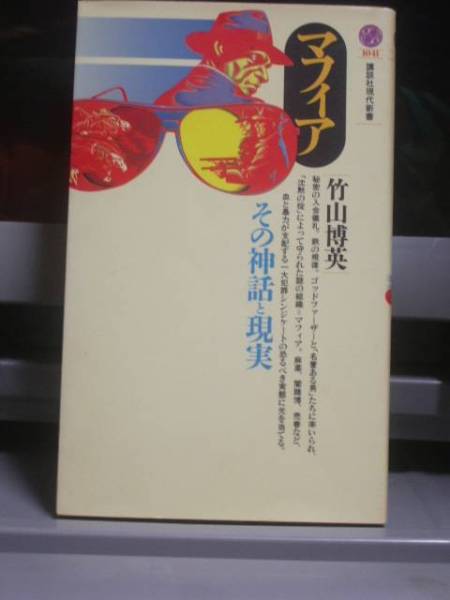 1041
講談社現代新書
マフィア
竹山博英
その神話と現実
秘密の入会儀礼、鉄の規律。ゴッドファーザーと、“名誉ある男”たちに率いられ、
「沈黙の掟」によって守られた謎の組織=マフィア。麻薬、闇賭博、売春など、
血と暴力が支配する一大犯罪シンジケートの恐るべき実態に光を当てる。